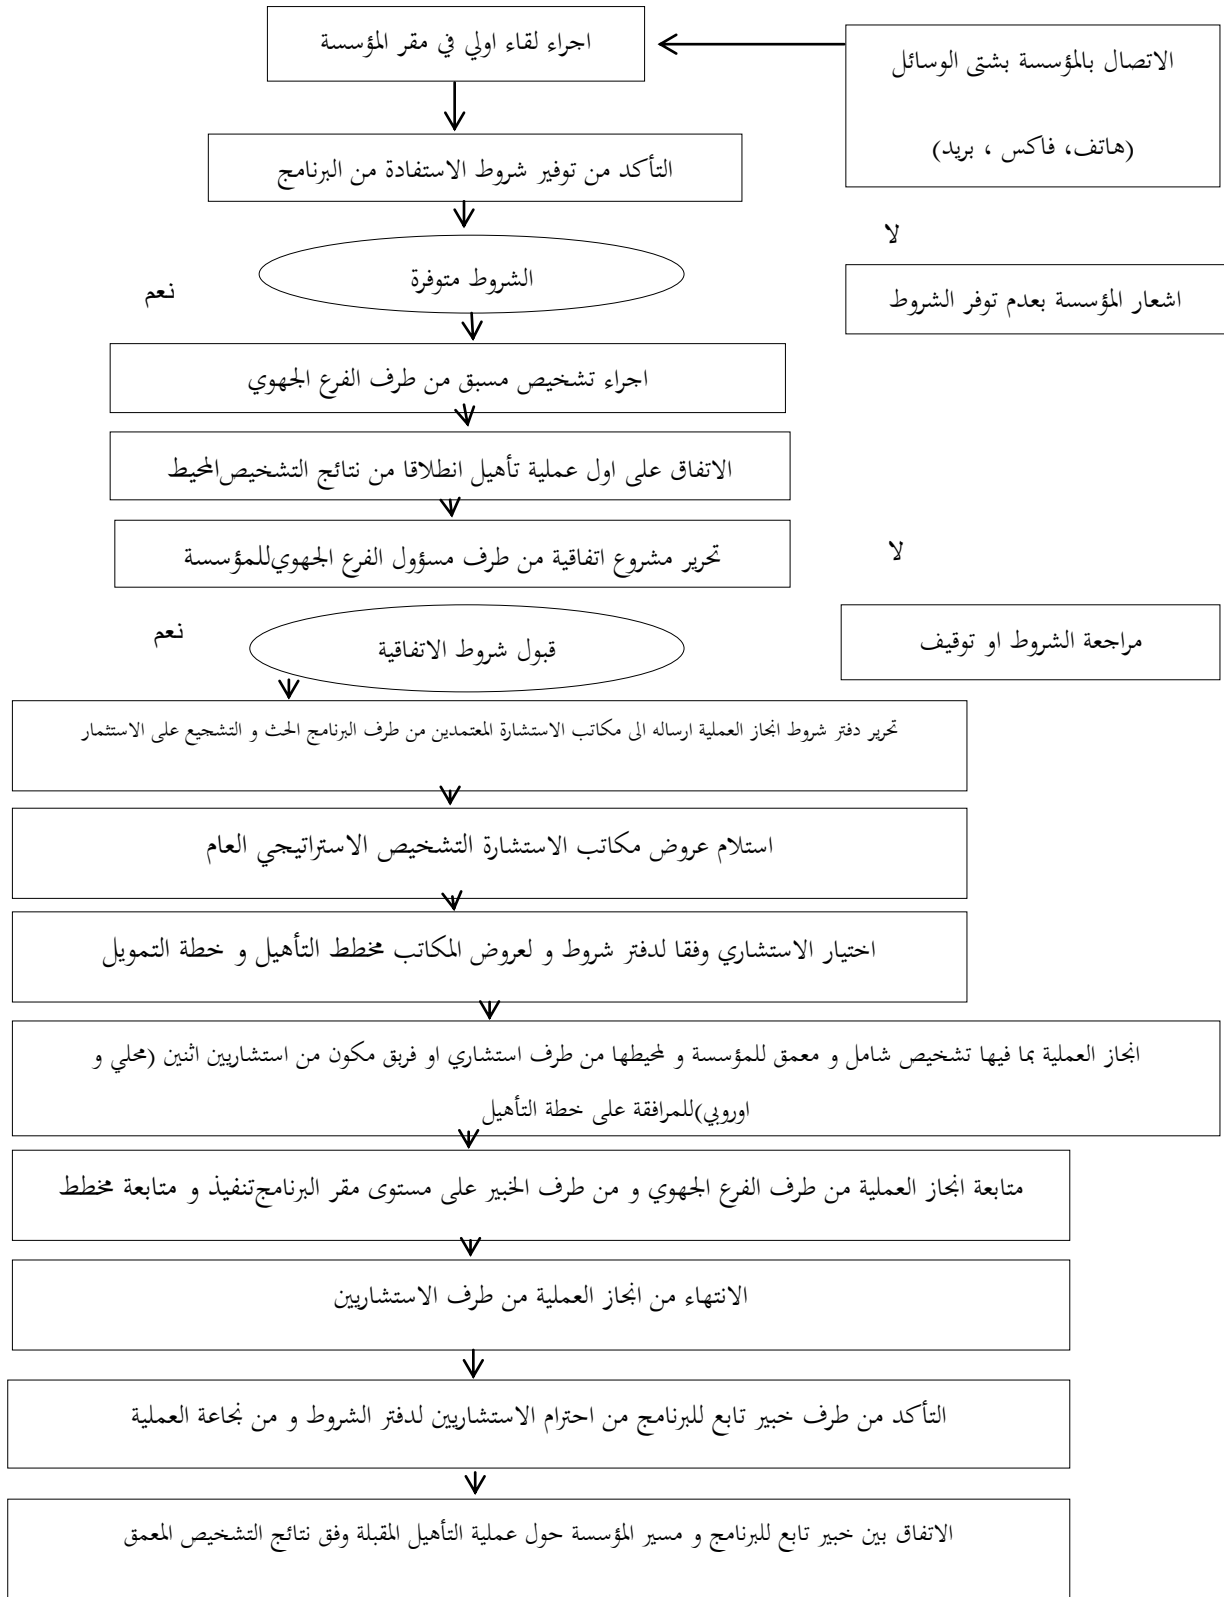 اجراء لقاء اولي في مقر المؤسسة
الاتصال بالمؤسسة بشتى الوسائل
(هاتف، فاكس ، بريد)
التأكد من توفير شروط الاستفادة من البرنامج
لا
الشروط متوفرة
نعم
اشعار المؤسسة بعدم توفر الشروط
اجراء تشخيص مسبق من طرف الفرع الجهوي
الاتفاق على اول عملية تأهيل انطلاقا من نتائج التشخيص المحيط
تحرير مشروع اتفاقية من طرف مسؤول الفرع الجهوي للمؤسسة
لا
نعم
قبول شروط الاتفاقية
مراجعة الشروط او توقيف
تحرير دفتر شروط انجاز العملية ارساله الى مكاتب الاستشارة المعتمدين من طرف البرنامج الحث و التشجيع على الاستثمار
استلام عروض مكاتب الاستشارة التشخيص الاستراتيجي العام
اختيار الاستشاري وفقا لدفتر شروط و لعروض المكاتب مخطط التأهيل و خطة التمويل
انجاز العملية بما فيها تشخيص شامل و معمق للمؤسسة و لمحيطها من طرف استشاري او فريق مكون من استشاريين اثنين (محلي و
اوروبي)للمرافقة على خطة التأهيل
متابعة انجاز العملية من طرف الفرع الجهوي و من طرف الخبير على مستوى مقر البرنامج تنفيذ و متابعة مخطط
الانتهاء من انجاز العملية من طرف الاستشاريين
التأكد من طرف خبير تابع للبرنامج من احترام الاستشاريين لدفتر الشروط و من نجاعة العملية
الاتفاق بين خبير تابع للبرنامج و مسير المؤسسة حول عملية التأهيل المقبلة وفق نتائج التشخيص المعمق